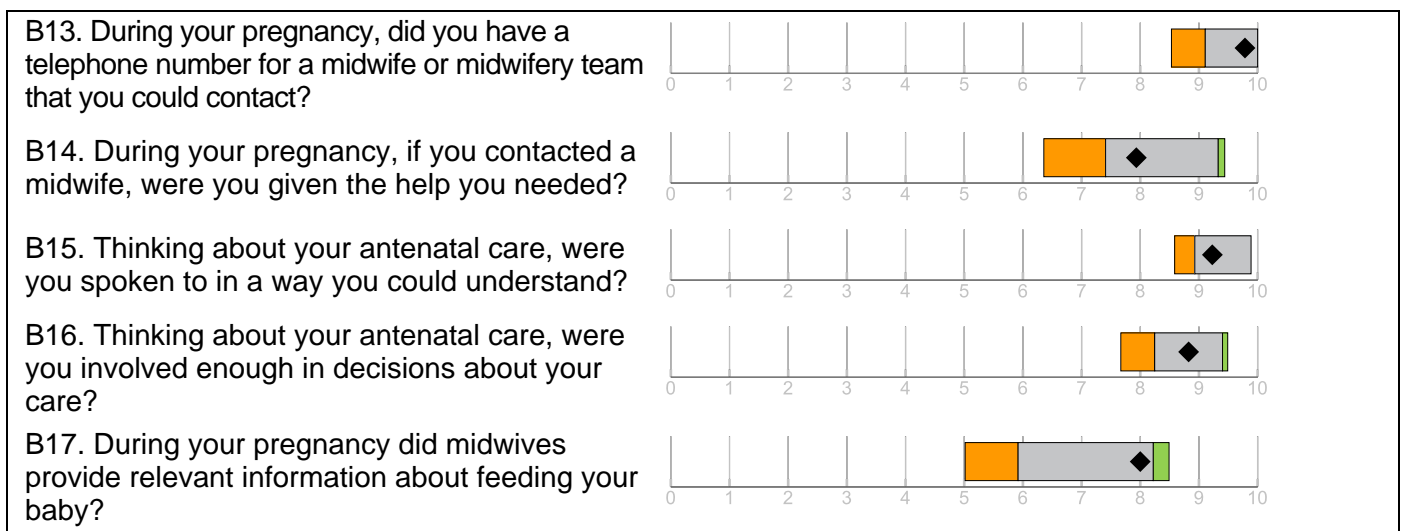 B13. During your pregnancy, did you have a
telephone number for a midwife or midwifery team
that you could contact?
0 1 2 3 4 5 6 7 8 9 10
B14. During your pregnancy, if you contacted a
midwife, were you given the help you needed?
0 1 2 3 4 5 6 7 8 9 10
B15. Thinking about your antenatal care, were
you spoken to in a way you could understand?
0 1 2 3 4 5 6 7 8 9 10
B16. Thinking about your antenatal care, were
you involved enough in decisions about your
care?
0 1 2 3 4 5 6 7 8 9 10
B17. During your pregnancy did midwives
provide relevant information about feeding your
baby?
0 1 2 3 4 5 6 7 8 9 10